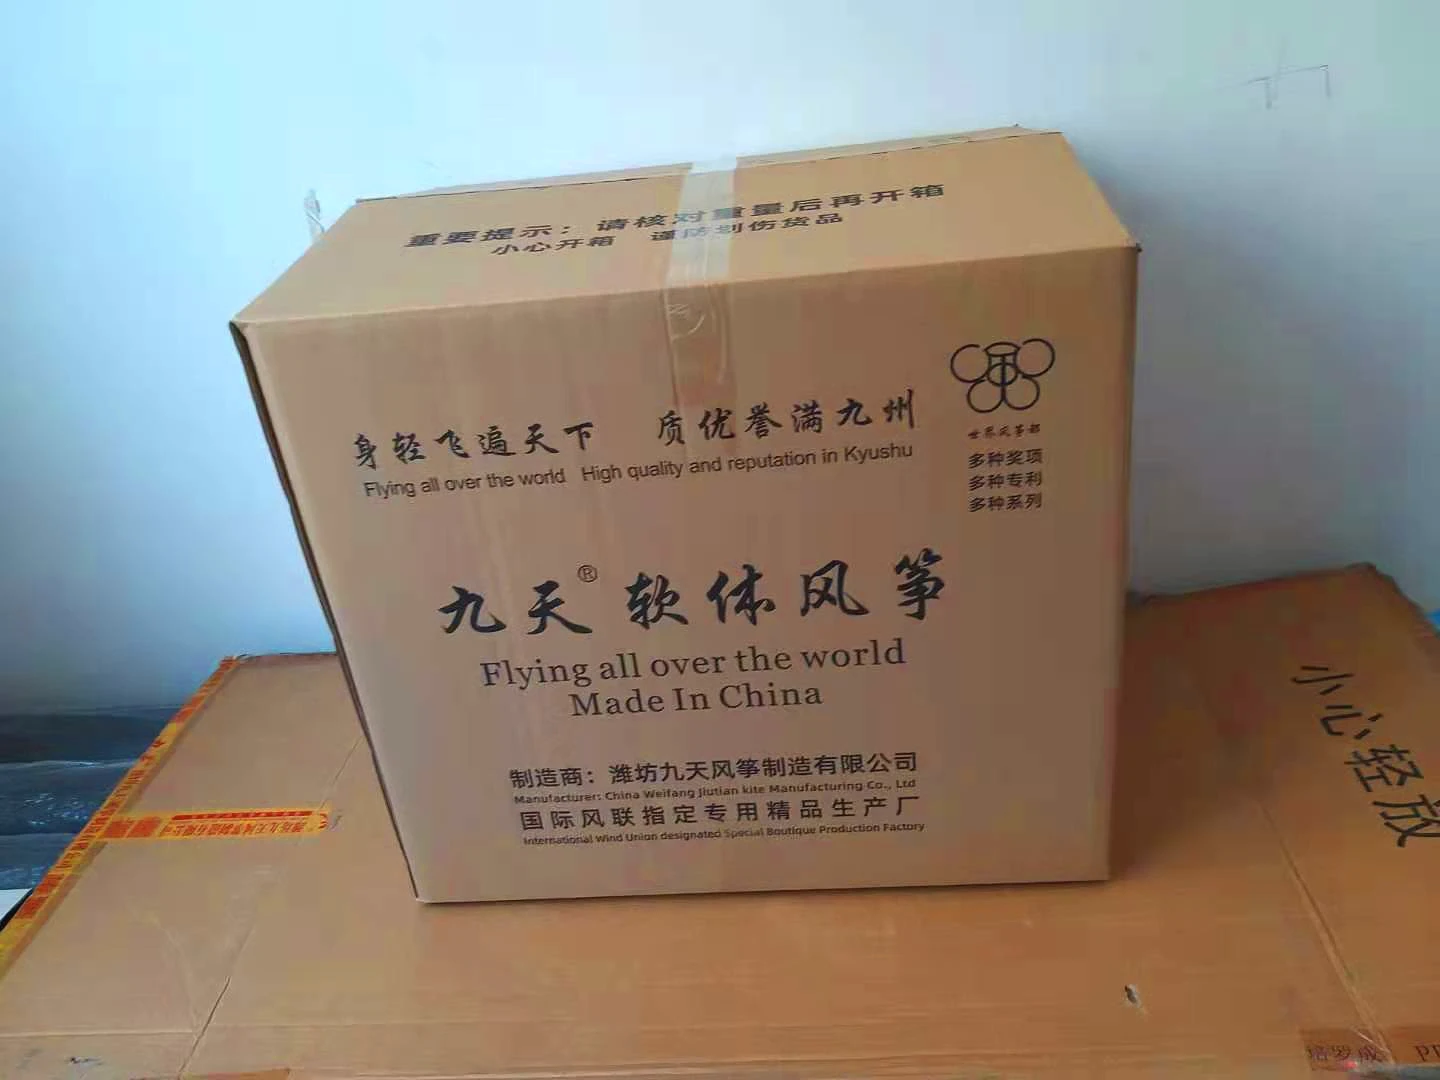 重要提示：请核对重量后再开箱
小心开箱 谨防划伤货品
身轻飞遍天下 质优誉满九州
Flying all over the world High quality and reputation in Kyushu
世界风筝都
多种奖项
多种专利
多种系列
九天® 软体风筝
Flying all over the world
Made In China
制造商：潍坊九天风筝制造有限公司
Manufacturer: China Weifang Jiutian kite Manufacturing Co., Ltd
国际风联指定专用精品生产厂
International Wind Union designated Special Boutique Production Factory
小心轻放